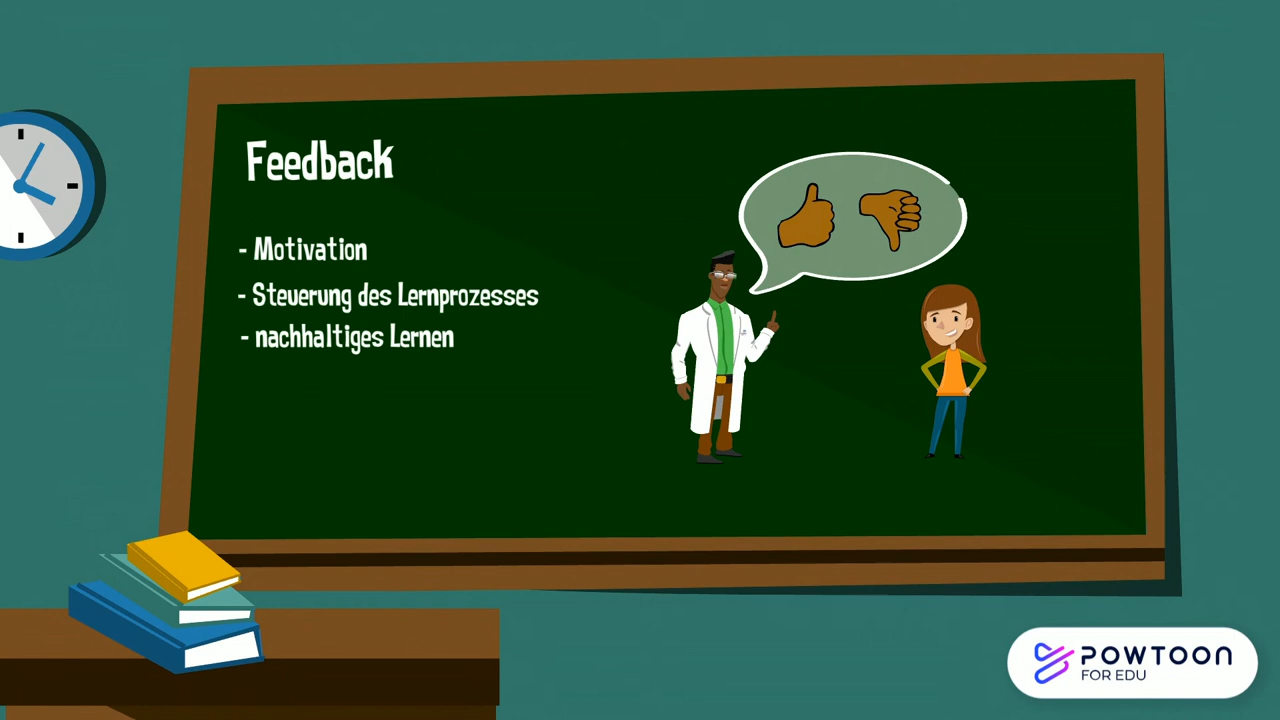 Feedback
- Motivation
- Steuerung des Lernprozesses
- nachhaltiges Lernen
POWTOON
FOR EDU